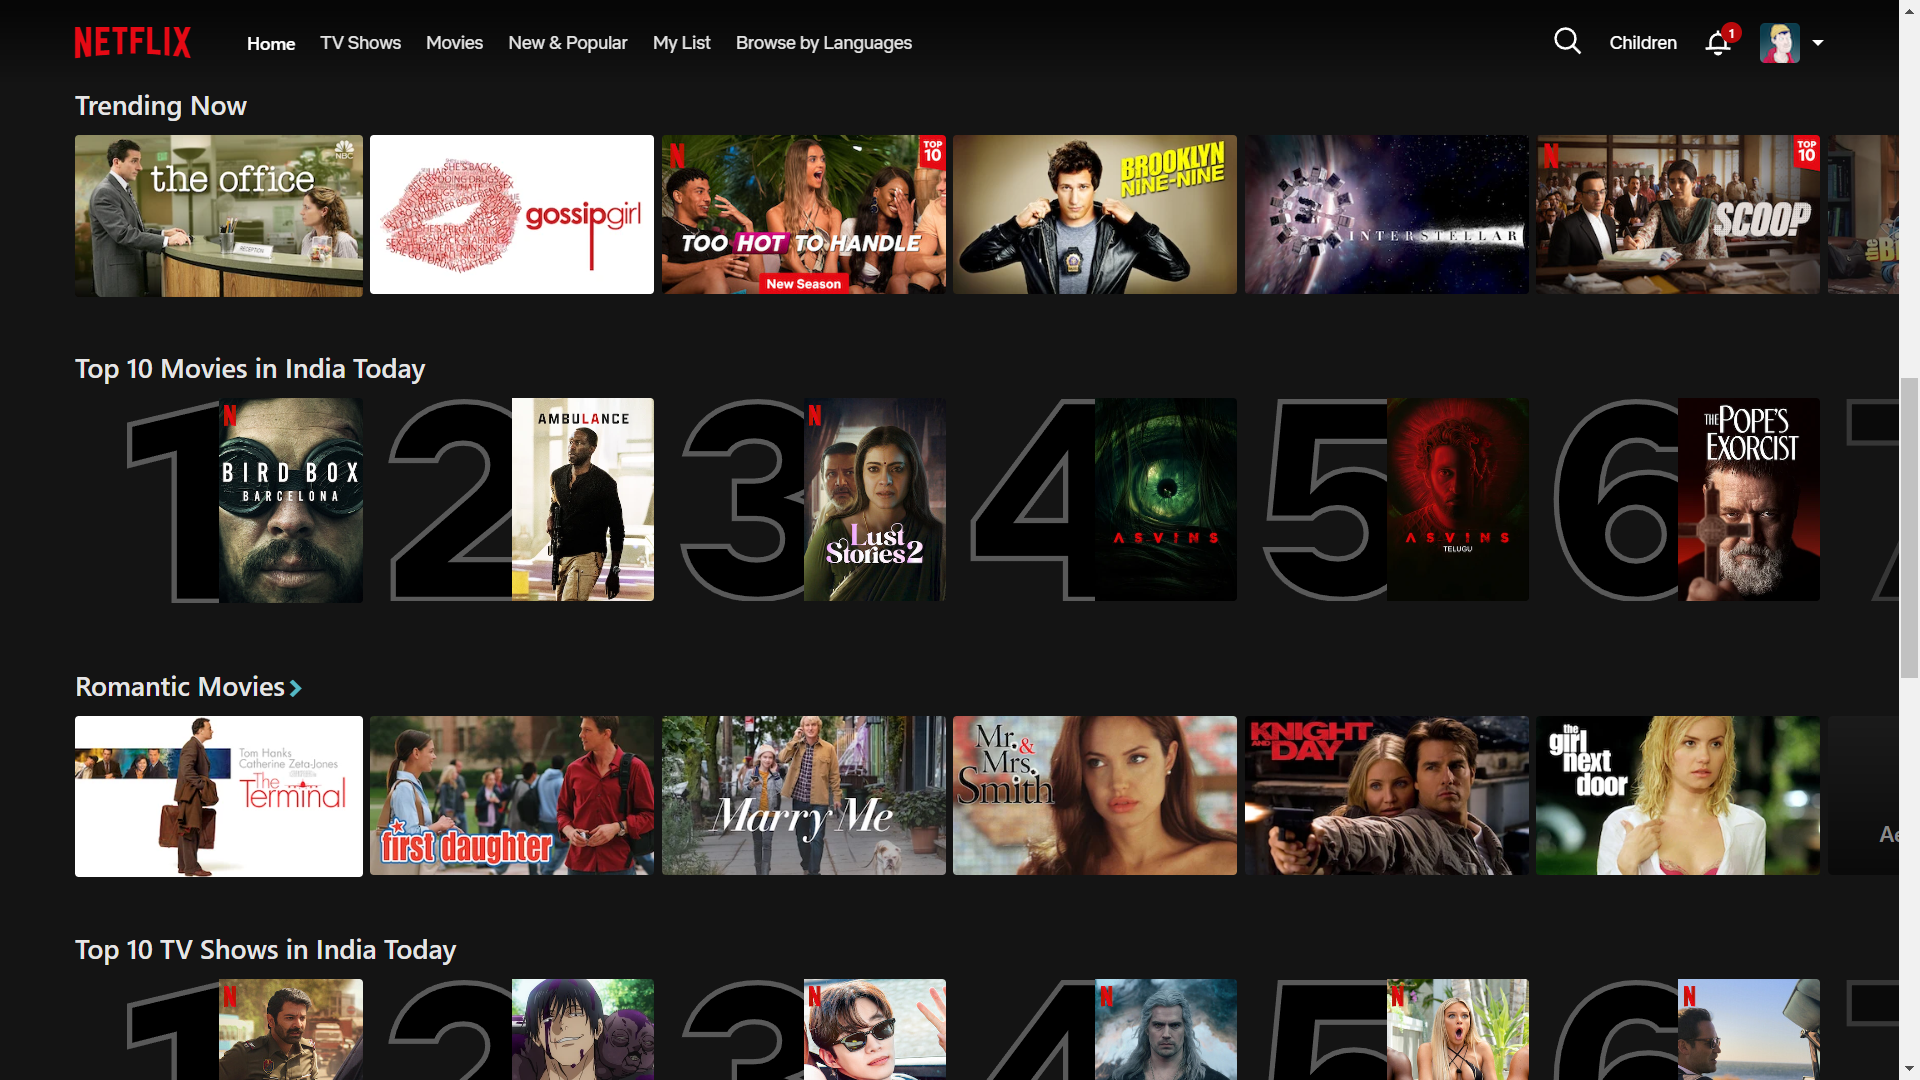 NETFLIX
Home TV Shows Movies New & Popular My List Browse by Languages
Children
1
Trending Now
the office
NBC
RECEPTION
gossipgirl
TOO HOT TO HANDLE
New Season
TOP
10
BROOKLYN
NINE-NINE
INTERSTELLAR
SCOOP
TOP
10
Top 10 Movies in India Today
1
BIRD BOX
BARCELONA
2
AMBULANCE
3
Lust
Stories 2
4
ASVINS
5
ASVINS
TELUGU
6
THE POPE'S
EXORCIST
7
Romantic Movies
Tom Hanks
Catherine Zeta-Jones
The Terminal
first daughter
Marry Me
Mr. &
Mrs.
Smith
KNIGHT
AND DAY
the
girl
next
door
Top 10 TV Shows in India Today
1
2
3
4
5
6